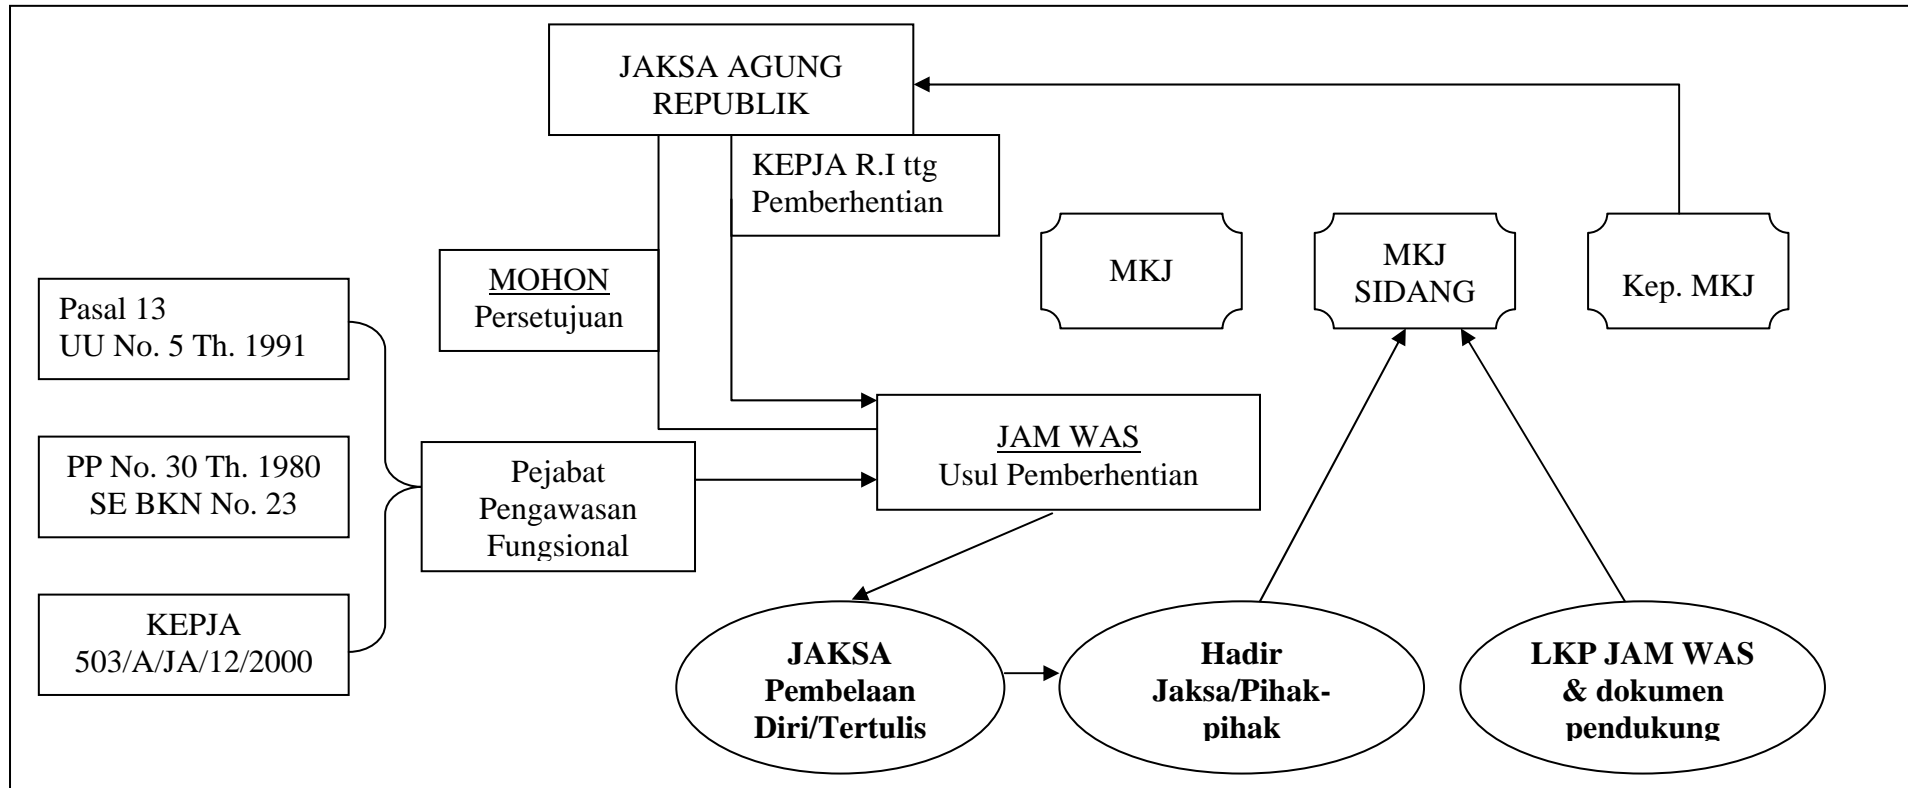 JAKSA AGUNG
REPUBLIK
KEPJA R.I ttg
Pemberhentian
MOHON
Persetujuan
MKJ
MKJ
SIDANG
Kep. MKJ
Pasal 13
UU No. 5 Th. 1991
PP No. 30 Th. 1980
SE BKN No. 23
KEPJA
503/A/JA/12/2000
Pejabat
Pengawasan
Fungsional
JAM WAS
Usul Pemberhentian
JAKSA
Pembelaan
Diri/Tertulis
Hadir
Jaksa/Pihak-
pihak
LKP JAM WAS
& dokumen
pendukung